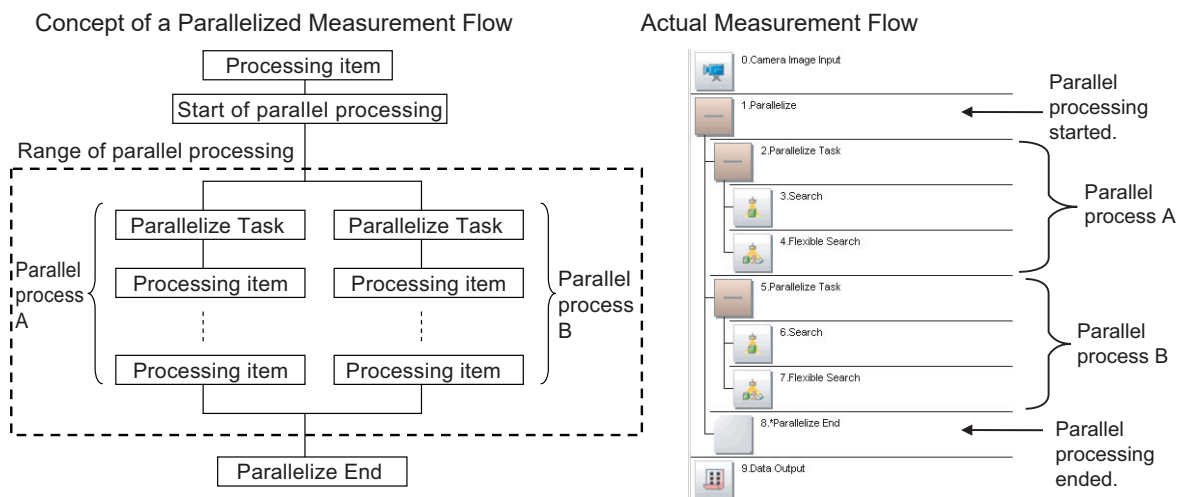 Concept of a Parallelized Measurement Flow
Processing item
Start of parallel processing
Range of parallel processing
Parallel
process
A
Parallelize Task
Processing item
Processing item
Parallelize Task
Processing item
Processing item
Parallel
process
B
Parallelize End
Actual Measurement Flow
0.Camera Image Input
1.Parallelize
Parallel
processing
started.
2.Parallelize Task
3.Search
4.Flexible Search
Parallel
process A
5.Parallelize Task
6.Search
7.Flexible Search
Parallel
process B
8.*Parallelize End
Parallel
processing
ended.
9.Data Output